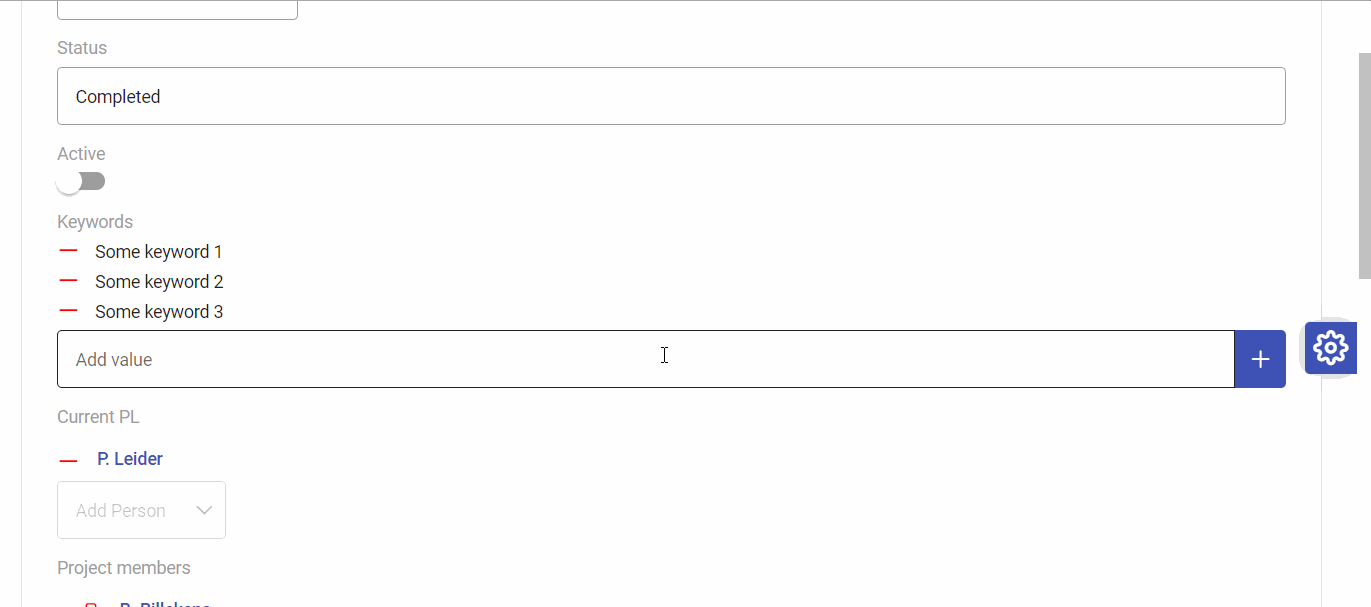 Status
Completed
Active
Keywords
Some keyword 1
Some keyword 2
Some keyword 3
Add value
Current PL
P. Leider
Add Person
Project members